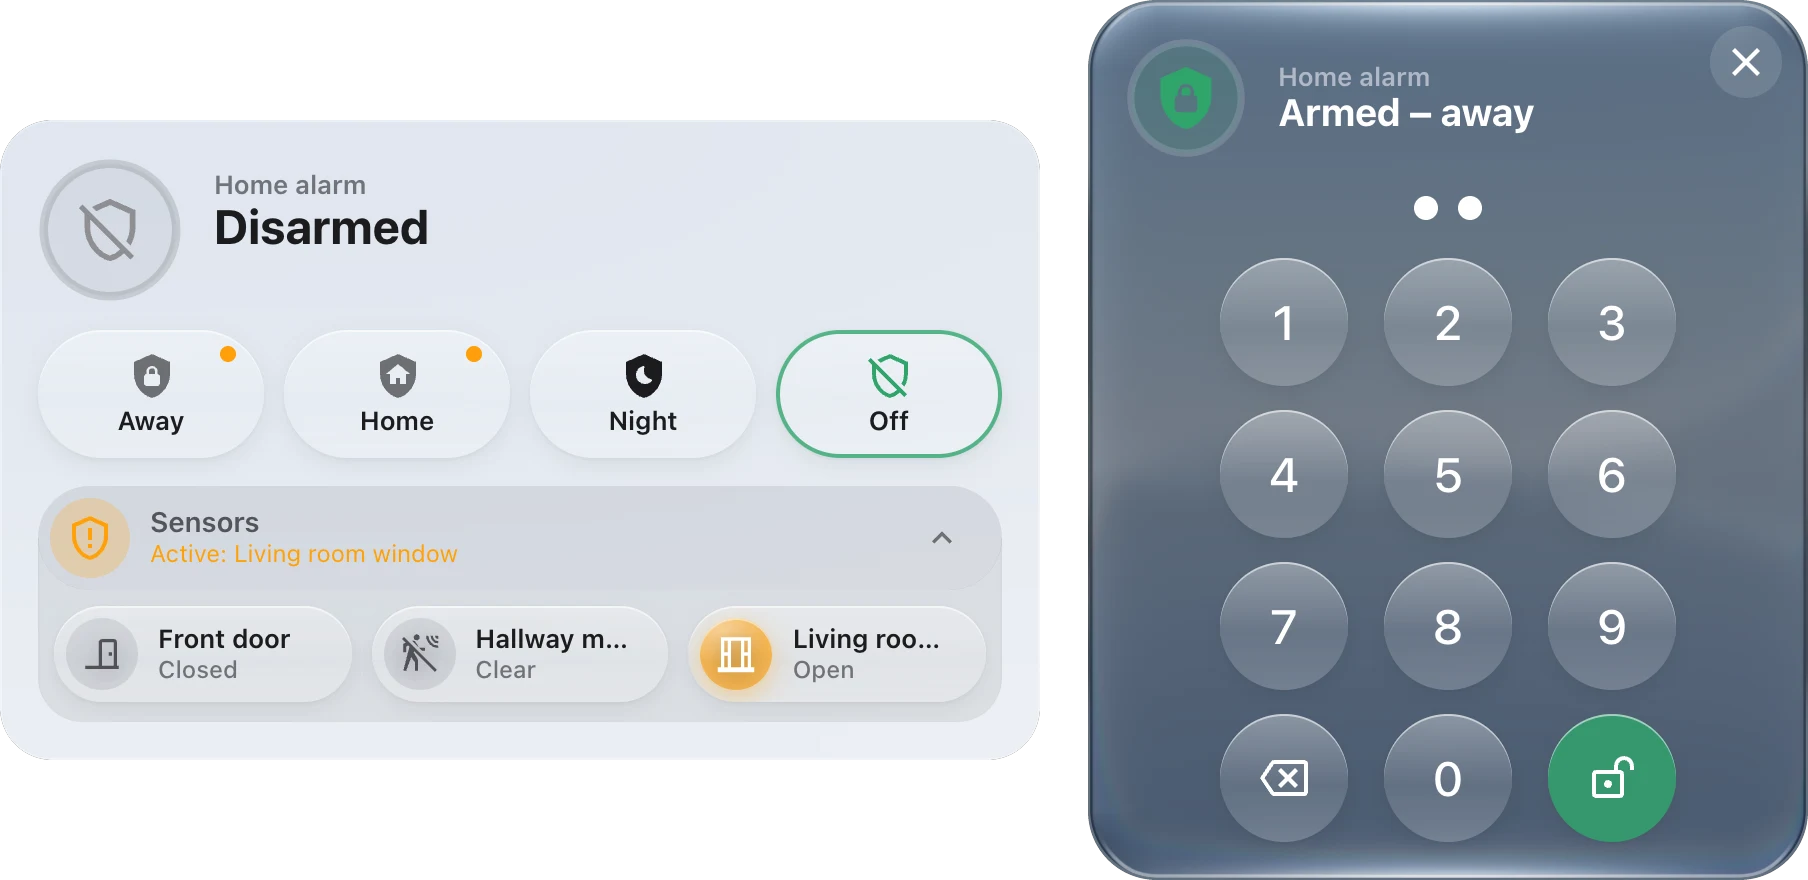 Home alarm
Disarmed
Away
Home
Night
Off
Sensors
Active: Living room window
Front door
Closed
Hallway m...
Clear
Living roo...
Open
Home alarm
Armed – away
1 2 3
4 5 6
7 8 9
0